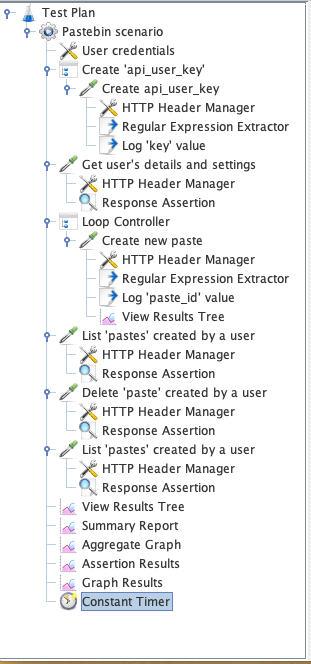 Test Plan
Pastebin scenario
User credentials
Create 'api_user_key'
Create api_user_key
HTTP Header Manager
Regular Expression Extractor
Log 'key' value
Get user's details and settings
HTTP Header Manager
Response Assertion
Loop Controller
Create new paste
HTTP Header Manager
Regular Expression Extractor
Log 'paste_id' value
View Results Tree
List 'pastes' created by a user
HTTP Header Manager
Response Assertion
Delete 'paste' created by a user
HTTP Header Manager
Response Assertion
List 'pastes' created by a user
HTTP Header Manager
Response Assertion
View Results Tree
Summary Report
Aggregate Graph
Assertion Results
Graph Results
Constant Timer